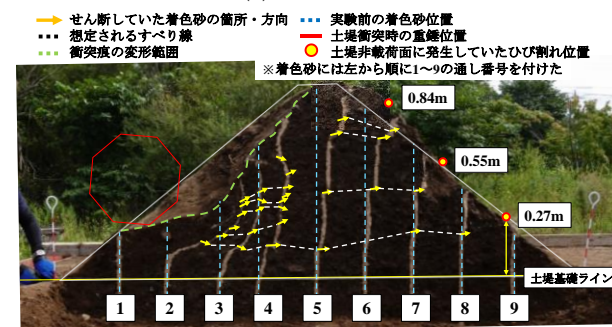 せん断していた着色砂の箇所・方向
実験前の着色砂位置
想定されるすべり線
土堤衝突時の重錘位置
衝突痕の変形範囲
土堤非載荷面に発生していたひび割れ位置
※着色砂には左から順に1~9の通し番号を付けた
0.84m
0.55m
0.27m
土堤基礎ライン
1 2 3 4 5 6 7 8 9